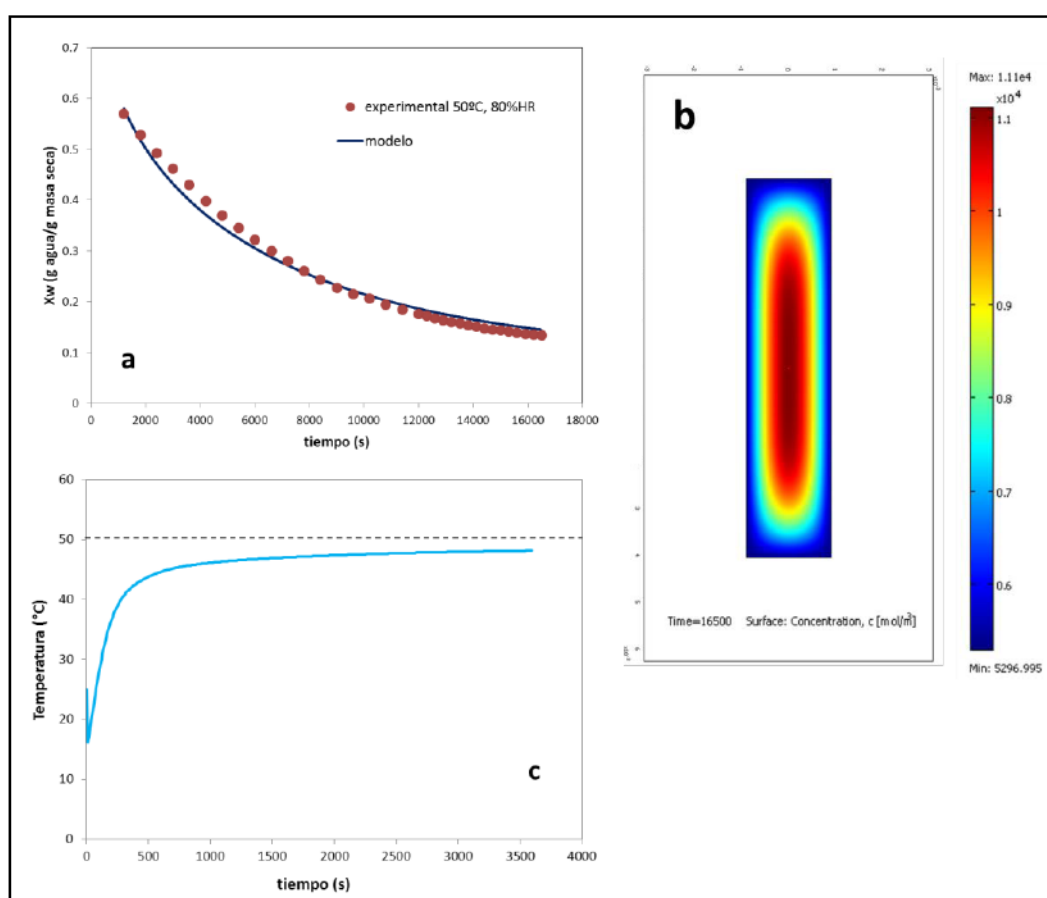 0.7
0.6
0.5
0.4
0.3
0.2
0.1
0
Xw (g agua/g masa seca)
experimental 50ºC, 80%HR
modelo
a
0 2000 4000 6000 8000 10000 12000 14000 16000 18000
tiempo (s)
b
Max: 1.11e4
×10⁴
1.1
1
0.9
0.8
0.7
0.6
Min: 5296.995
Time=16500 Surface: Concentration, c [mol/m³]
60
50
40
30
20
10
0
Temperatura (°C)
c
0 500 1000 1500 2000 2500 3000 3500 4000
tiempo (s)